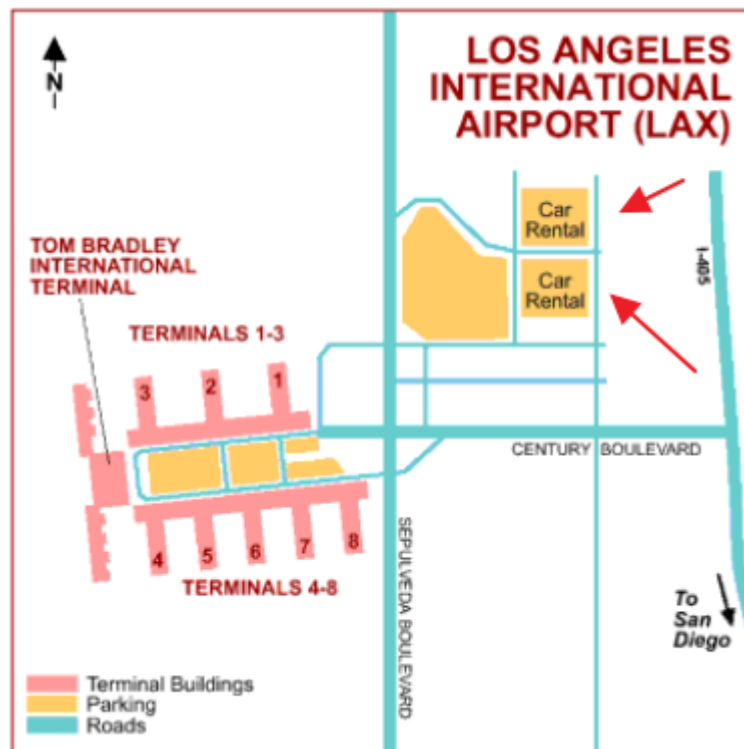 N
LOS ANGELES
INTERNATIONAL
AIRPORT (LAX)
Car
Rental
Car
Rental
I-405
TOM BRADLEY
INTERNATIONAL
TERMINAL
TERMINALS 1-3
3
2
1
CENTURY BOULEVARD
4
5
6
7
8
TERMINALS 4-8
SEPULVEDA BOULEVARD
To
San
Diego
Terminal Buildings
Parking
Roads